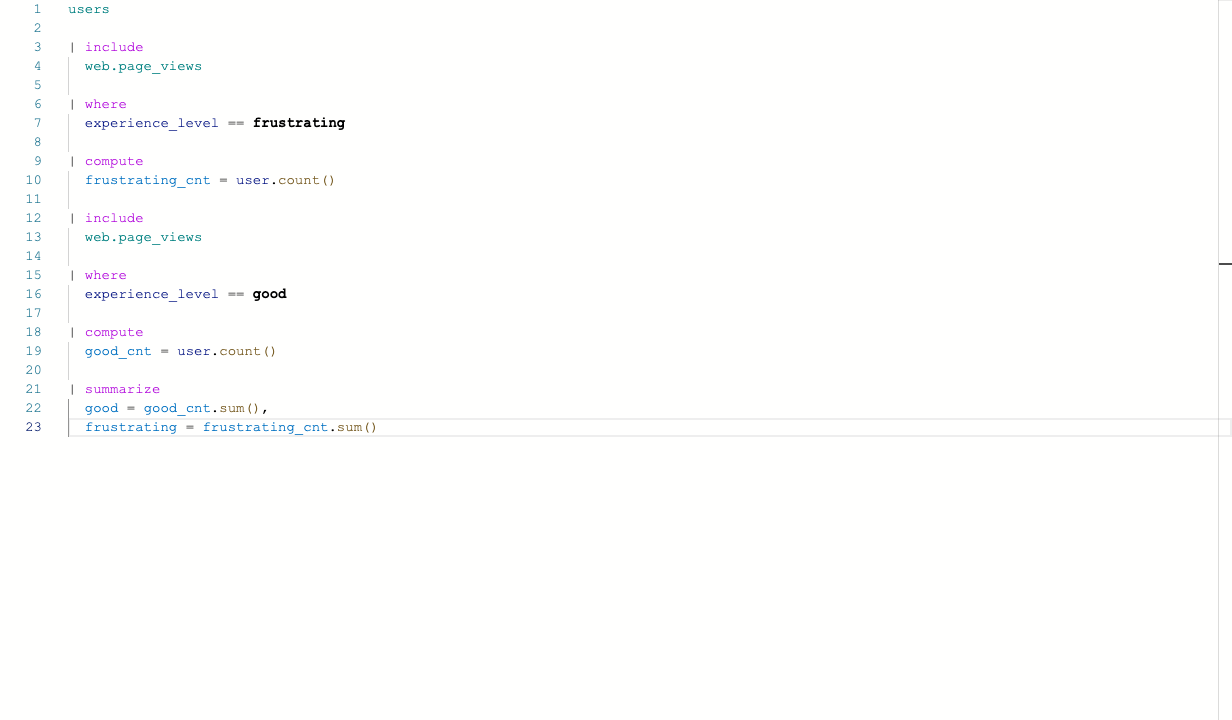 1 users
2
3 | include
4 web.page_views
5
6 | where
7 experience_level == frustrating
8
9 | compute
10 frustrating_cnt = user.count()
11
12 | include
13 web.page_views
14
15 | where
16 experience_level == good
17
18 | compute
19 good_cnt = user.count()
20
21 | summarize
22 good = good_cnt.sum(),
23 frustrating = frustrating_cnt.sum()